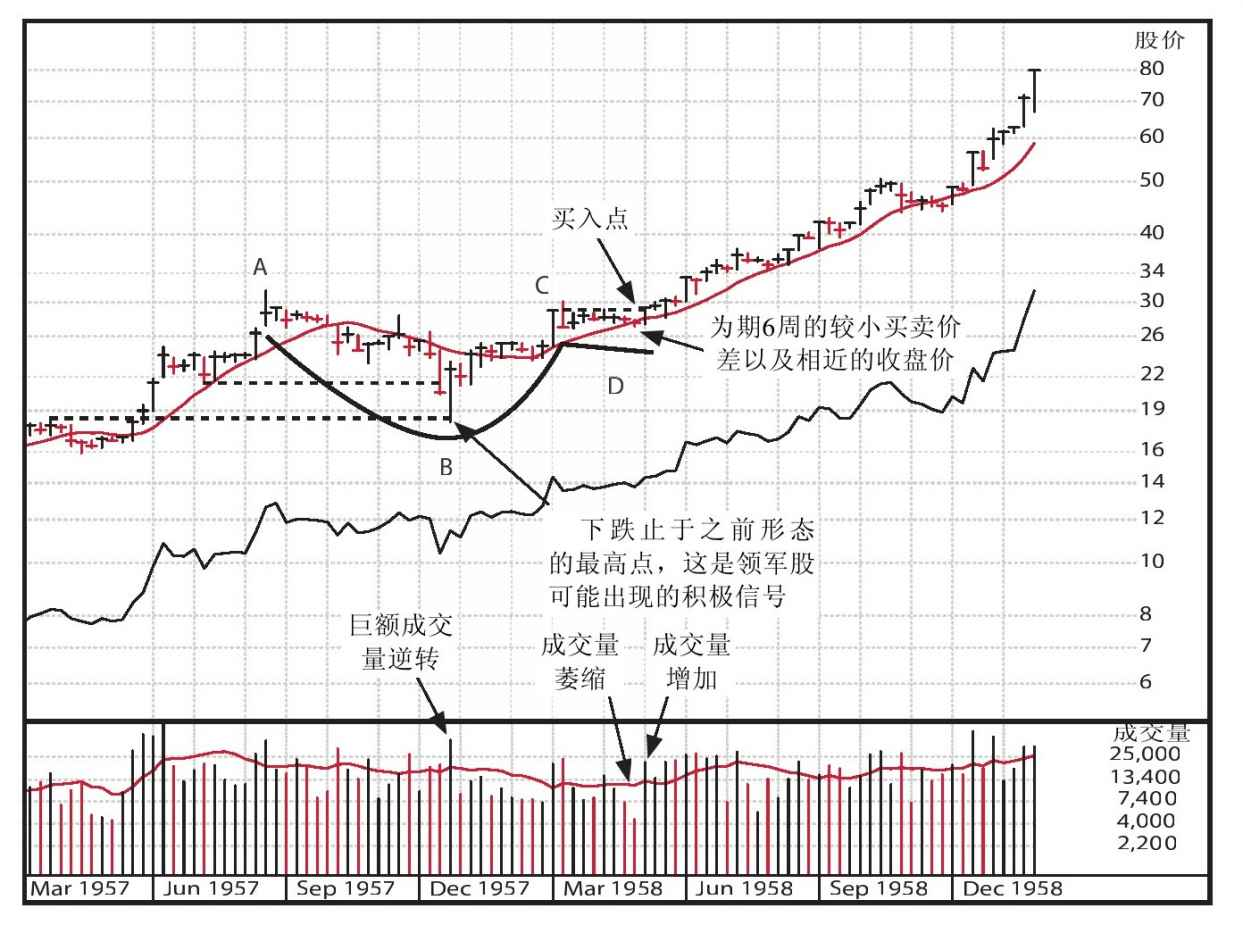 股价
80
70
60
50
买入点
40
A
34
C
30
为期6周的较小买卖价
差以及相近的收盘价
26
D
22
19
B
16
14
下跌止于之前形态
的最高点，这是领军股
可能出现的积极信号
12
10
8
巨额成交
量逆转
成交量
萎缩
成交量
增加
7
6
成交量
25,000
13,400
7,400
4,000
2,200
Mar 1957
Jun 1957
Sep 1957
Dec 1957
Mar 1958
Jun 1958
Sep 1958
Dec 1958